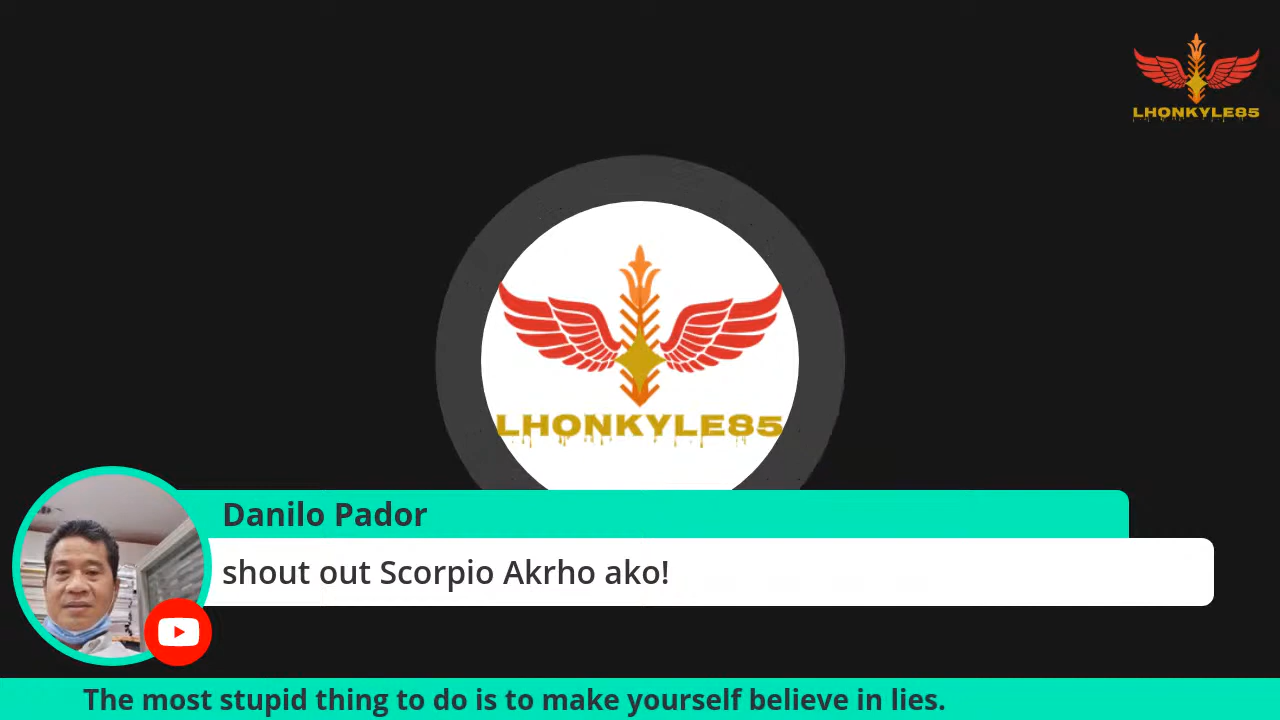 LHONKYLE85
LHONKYLE85
Danilo Pador
shout out Scorpio Akrho ako!
The most stupid thing to do is to make yourself believe in lies.